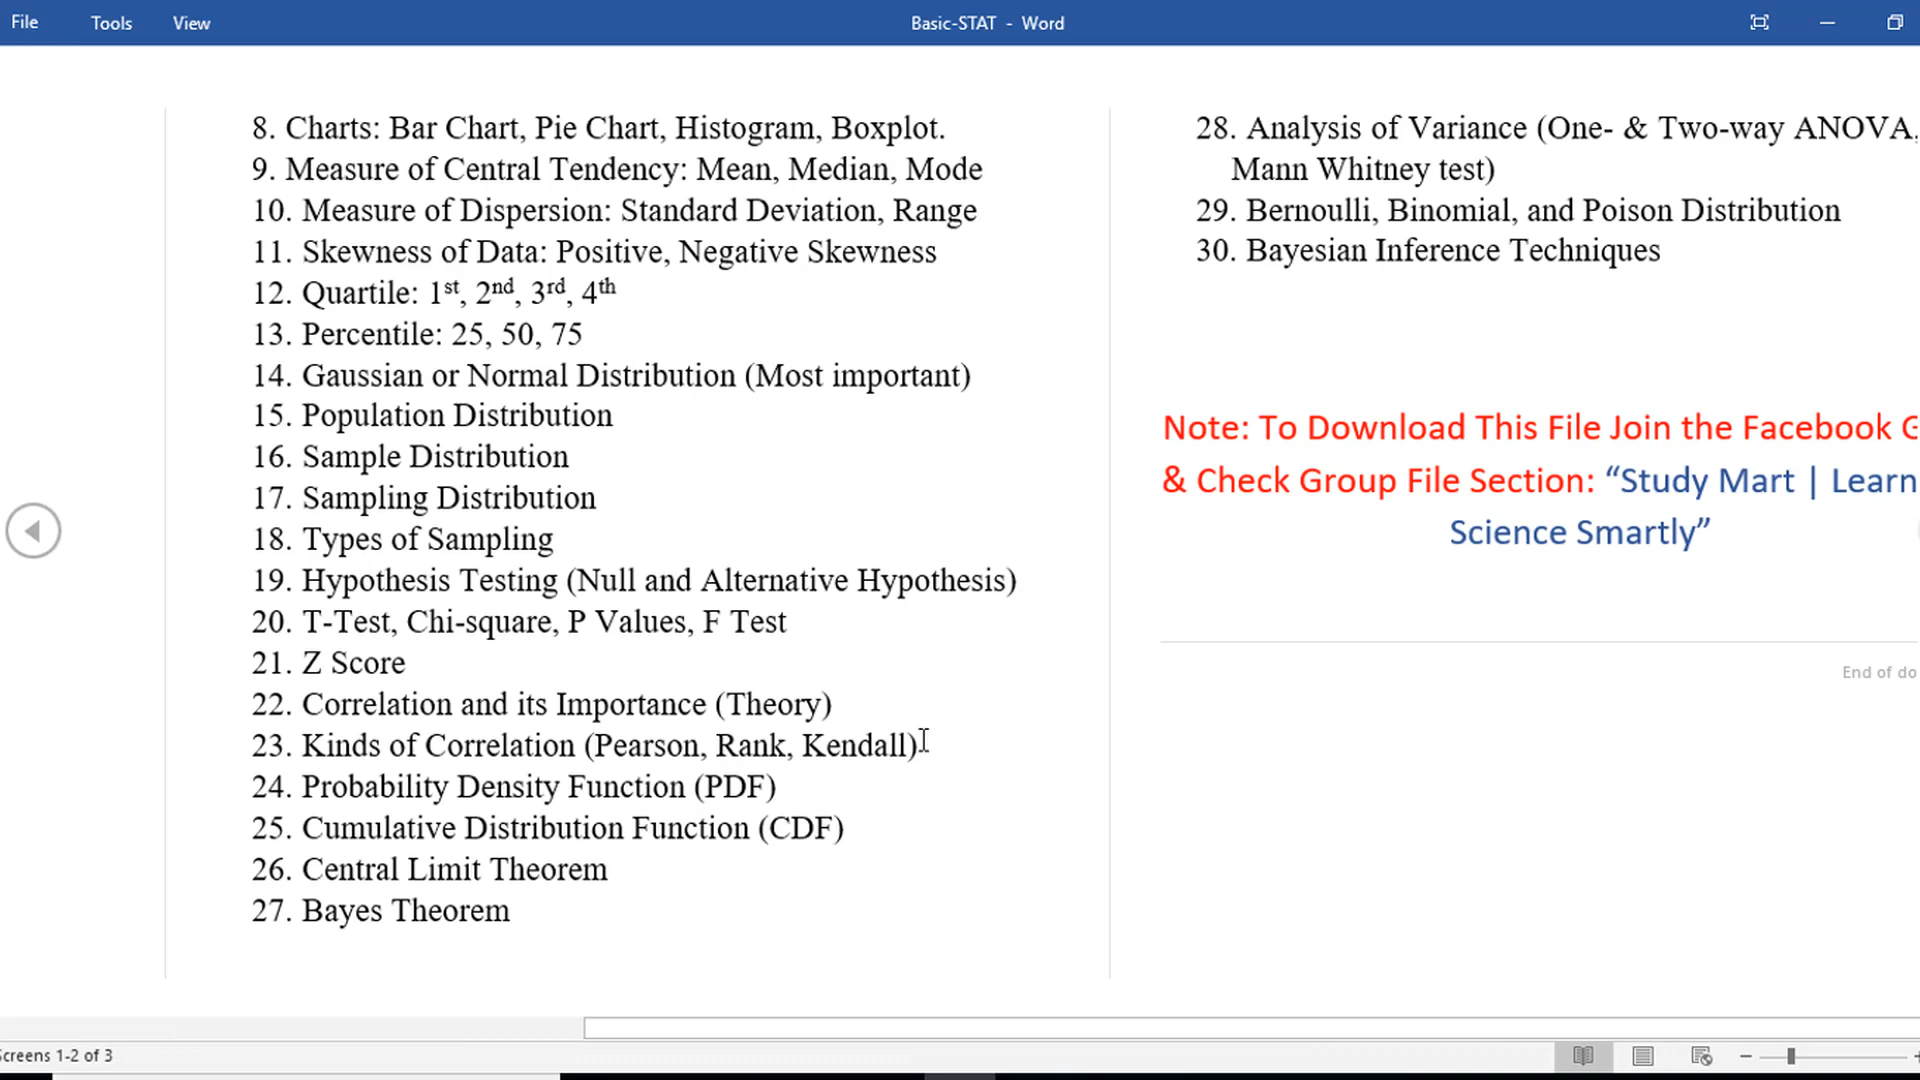 File Tools View Basic-STAT - Word
8. Charts: Bar Chart, Pie Chart, Histogram, Boxplot.
9. Measure of Central Tendency: Mean, Median, Mode
10. Measure of Dispersion: Standard Deviation, Range
11. Skewness of Data: Positive, Negative Skewness
12. Quartile: 1st, 2nd, 3rd, 4th
13. Percentile: 25, 50, 75
14. Gaussian or Normal Distribution (Most important)
15. Population Distribution
16. Sample Distribution
17. Sampling Distribution
18. Types of Sampling
19. Hypothesis Testing (Null and Alternative Hypothesis)
20. T-Test, Chi-square, P Values, F Test
21. Z Score
22. Correlation and its Importance (Theory)
23. Kinds of Correlation (Pearson, Rank, Kendall)
24. Probability Density Function (PDF)
25. Cumulative Distribution Function (CDF)
26. Central Limit Theorem
27. Bayes Theorem
28. Analysis of Variance (One- & Two-way ANOVA,
Mann Whitney test)
29. Bernoulli, Binomial, and Poison Distribution
30. Bayesian Inference Techniques
Note: To Download This File Join the Facebook G
& Check Group File Section: “Study Mart | Learn
Science Smartly”
End of do
Screens 1-2 of 3